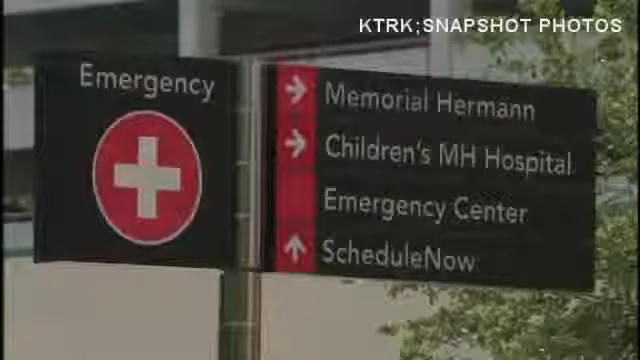 KTRK;SNAPSHOT PHOTOS
Emergency
Memorial Hermann
Children's MH Hospital
Emergency Center
ScheduleNow